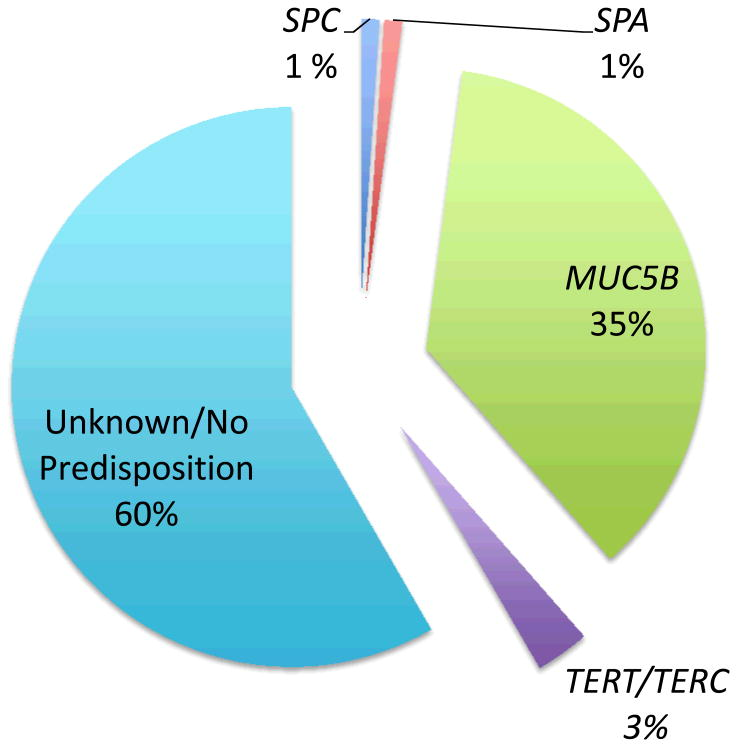 SPC
1 %
SPA
1%
MUC5B
35%
Unknown/No
Predisposition
60%
TERT/TERC
3%